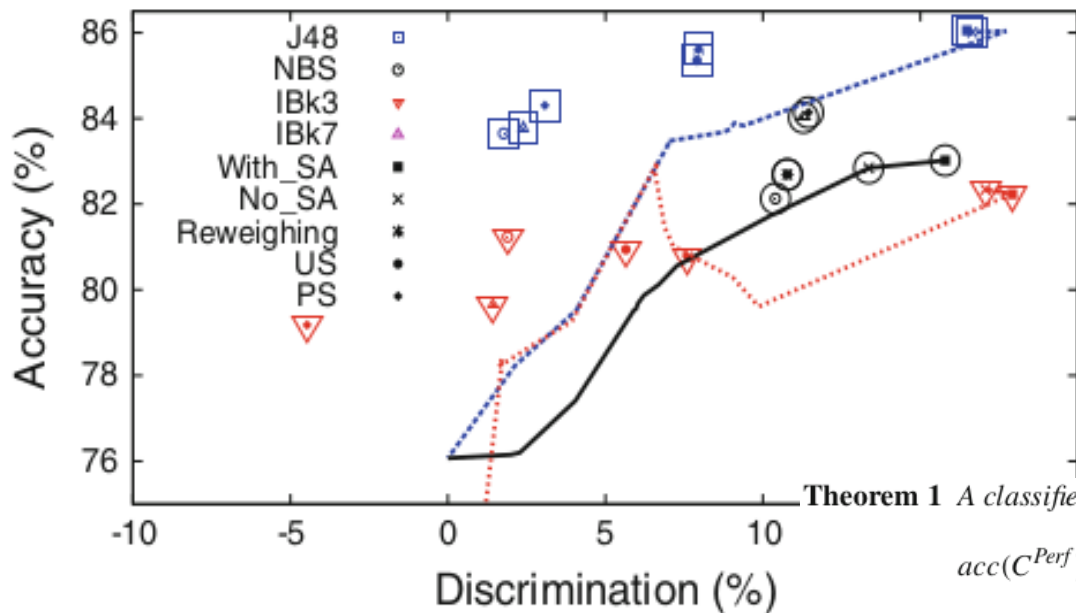 86
84
82
80
78
76
Accuracy (%)
J48
NBS
IBk3
IBk7
With_SA
No_SA
Reweighing
US
PS
-10
-5
0
5
10
Discrimination (%)
Theorem 1 A classifie
acc(C^Perf